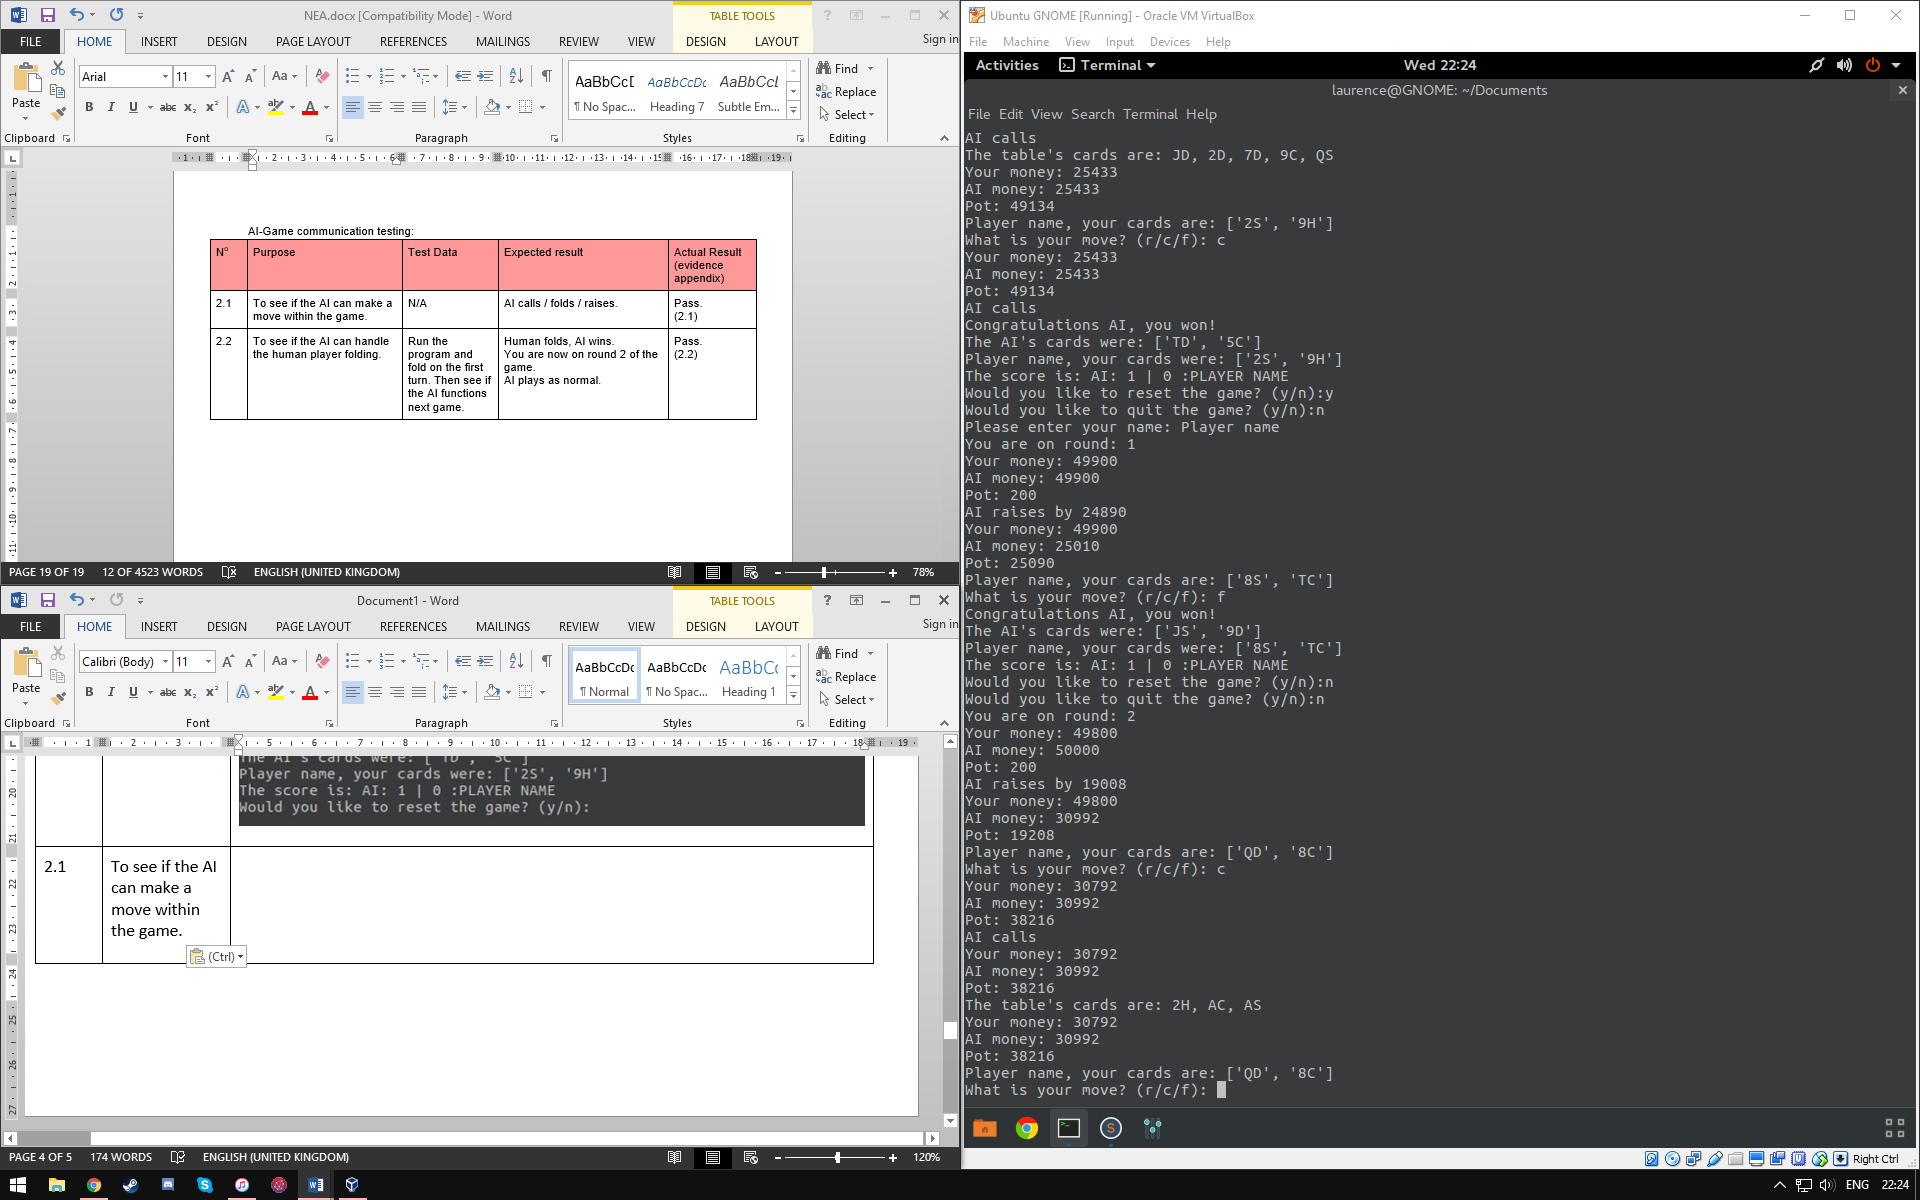 NEA.docx [Compatibility Mode] - Word
TABLE TOOLS
FILE HOME INSERT DESIGN PAGE LAYOUT REFERENCES MAILINGS REVIEW VIEW DESIGN LAYOUT Sign in
Arial 11
Paste
AaBbCcD AaBbCcDc AaBbCcL
¶ No Spac... Heading 7 Subtle Em...
Find
Replace
Select
Clipboard Font Paragraph Styles Editing
AI-Game communication testing:
Nº Purpose Test Data Expected result Actual Result (evidence appendix)
2.1 To see if the AI can make a move within the game. N/A AI calls / folds / raises. Pass. (2.1)
2.2 To see if the AI can handle the human player folding. Run the program and fold on the first turn. Then see if the AI functions next game. Human folds, AI wins. You are now on round 2 of the game. AI plays as normal. Pass. (2.2)
PAGE 19 OF 19 12 OF 4523 WORDS ENGLISH (UNITED KINGDOM) 78%
Document1 - Word
TABLE TOOLS
FILE HOME INSERT DESIGN PAGE LAYOUT REFERENCES MAILINGS REVIEW VIEW DESIGN LAYOUT Sign in
Calibri (Body) 11
Paste
AaBbCcDc AaBbCcDc AaBbCc
¶ Normal ¶ No Spac... Heading 1
Find
Replace
Select
Clipboard Font Paragraph Styles Editing
The AI's cards were: ['TD', '5C']
Player name, your cards were: ['2S', '9H']
The score is: AI: 1 | 0 :PLAYER NAME
Would you like to reset the game? (y/n):
2.1 To see if the AI
can make a
move within
the game.
(Ctrl)
PAGE 4 OF 5 174 WORDS ENGLISH (UNITED KINGDOM) 120%
Ubuntu GNOME [Running] - Oracle VM VirtualBox
File Machine View Input Devices Help
Activities Terminal Wed 22:24
laurence@GNOME: ~/Documents
File Edit View Search Terminal Help
AI calls
The table's cards are: JD, 2D, 7D, 9C, QS
Your money: 25433
AI money: 25433
Pot: 49134
Player name, your cards are: ['2S', '9H']
What is your move? (r/c/f): c
Your money: 25433
AI money: 25433
Pot: 49134
AI calls
Congratulations AI, you won!
The AI's cards were: ['TD', '5C']
Player name, your cards were: ['2S', '9H']
The score is: AI: 1 | 0 :PLAYER NAME
Would you like to reset the game? (y/n):y
Would you like to quit the game? (y/n):n
Please enter your name: Player name
You are on round: 1
Your money: 49900
AI money: 49900
Pot: 200
AI raises by 24890
Your money: 49900
AI money: 25010
Pot: 25090
Player name, your cards are: ['8S', 'TC']
What is your move? (r/c/f): f
Congratulations AI, you won!
The AI's cards were: ['JS', '9D']
Player name, your cards were: ['8S', 'TC']
The score is: AI: 1 | 0 :PLAYER NAME
Would you like to reset the game? (y/n):n
Would you like to quit the game? (y/n):n
You are on round: 2
Your money: 49800
AI money: 50000
Pot: 200
AI raises by 19008
Your money: 49800
AI money: 30992
Pot: 19208
Player name, your cards are: ['QD', '8C']
What is your move? (r/c/f): c
Your money: 30792
AI money: 30992
Pot: 38216
AI calls
Your money: 30792
AI money: 30992
Pot: 38216
The table's cards are: 2H, AC, AS
Your money: 30792
AI money: 30992
Pot: 38216
Player name, your cards are: ['QD', '8C']
What is your move? (r/c/f):
Right Ctrl
ENG 22:24